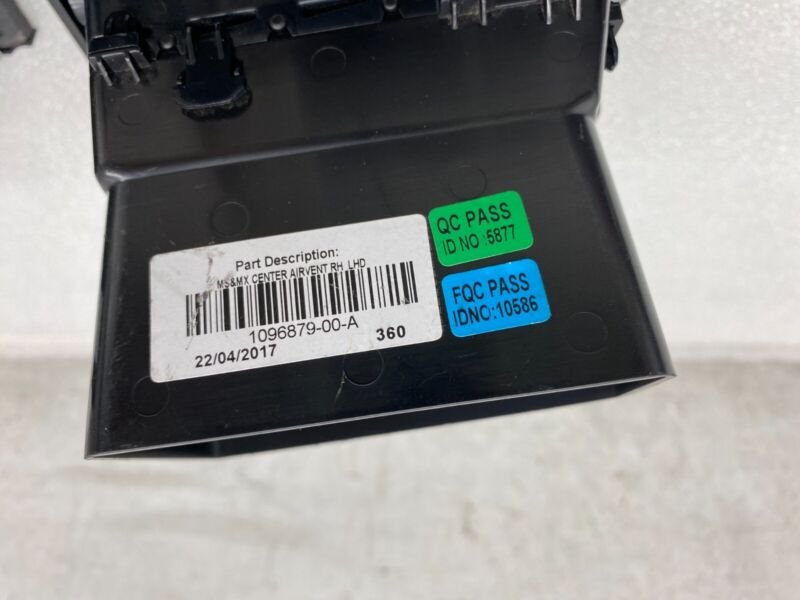 Part Description:
MS&MX CENTER AIRVENT RH LHD
1096879-00-A
22/04/2017
360
QC PASS
ID NO :5877
FQC PASS
IDNO:10586